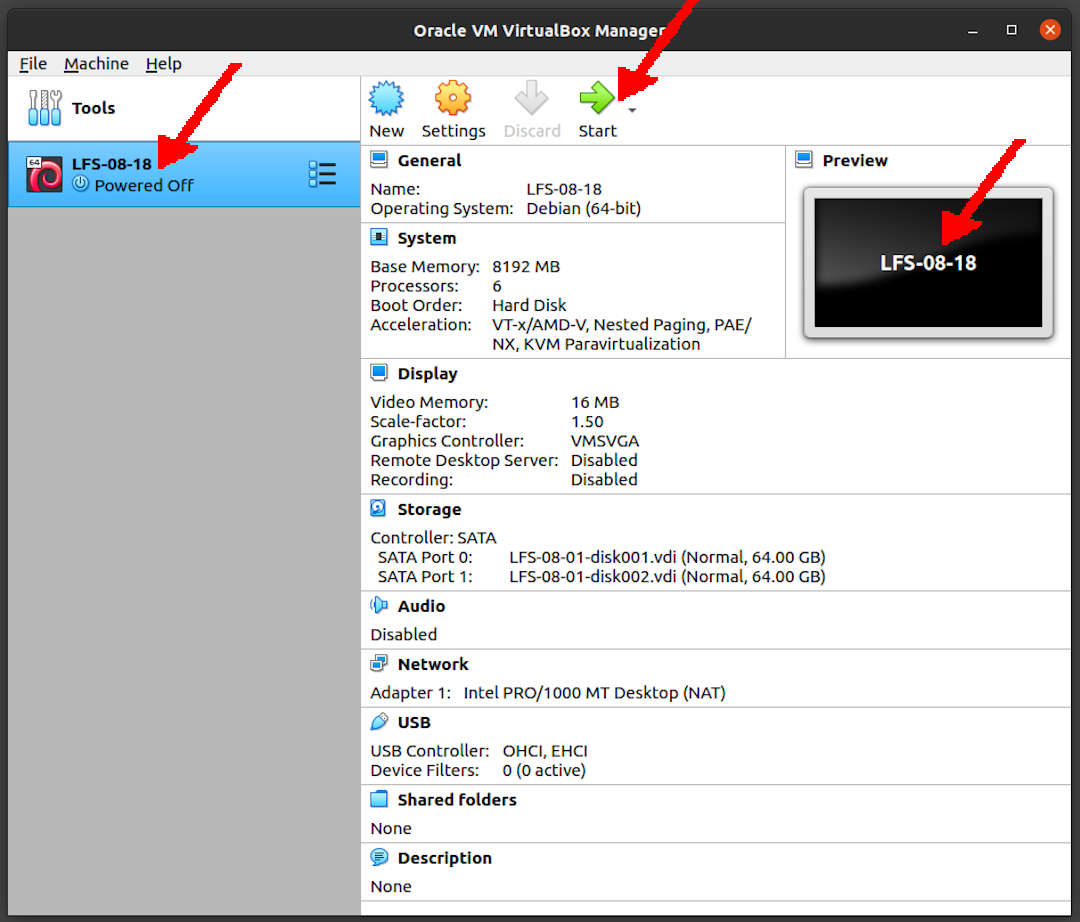 Oracle VM VirtualBox Manager
File Machine Help
Tools
64
LFS-08-18
Powered Off
New Settings Discard Start
General
Name: LFS-08-18
Operating System: Debian (64-bit)
System
Base Memory: 8192 MB
Processors: 6
Boot Order: Hard Disk
Acceleration: VT-x/AMD-V, Nested Paging, PAE/
NX, KVM Paravirtualization
Preview
LFS-08-18
Display
Video Memory: 16 MB
Scale-factor: 1.50
Graphics Controller: VMSVGA
Remote Desktop Server: Disabled
Recording: Disabled
Storage
Controller: SATA
SATA Port 0: LFS-08-01-disk001.vdi (Normal, 64.00 GB)
SATA Port 1: LFS-08-01-disk002.vdi (Normal, 64.00 GB)
Audio
Disabled
Network
Adapter 1: Intel PRO/1000 MT Desktop (NAT)
USB
USB Controller: OHCI, EHCI
Device Filters: 0 (0 active)
Shared folders
None
Description
None